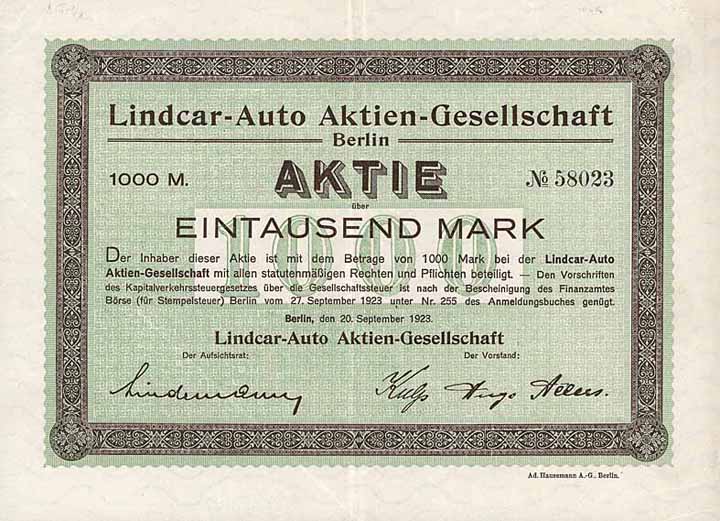 Lindcar-Auto Aktien-Gesellschaft
Berlin
1000 M. AKTIE № 58023
über
EINTAUSEND MARK
1000
Der Inhaber dieser Aktie ist mit dem Betrage von 1000 Mark bei der Lindcar-Auto
Aktien-Gesellschaft mit allen statutenmäßigen Rechten und Pflichten beteiligt. — Den Vorschriften
des Kapitalverkehrssteuergesetzes über die Gesellschaftssteuer ist nach der Bescheinigung des Finanzamtes
Börse (für Stempelsteuer) Berlin vom 27. September 1923 unter Nr. 255 des Anmeldungsbuches genügt.
Berlin, den 20. September 1923.
Lindcar-Auto Aktien-Gesellschaft
Der Aufsichtsrat: Der Vorstand:
Lindemann Hugo
Ad. Hausmann A.-G., Berlin.